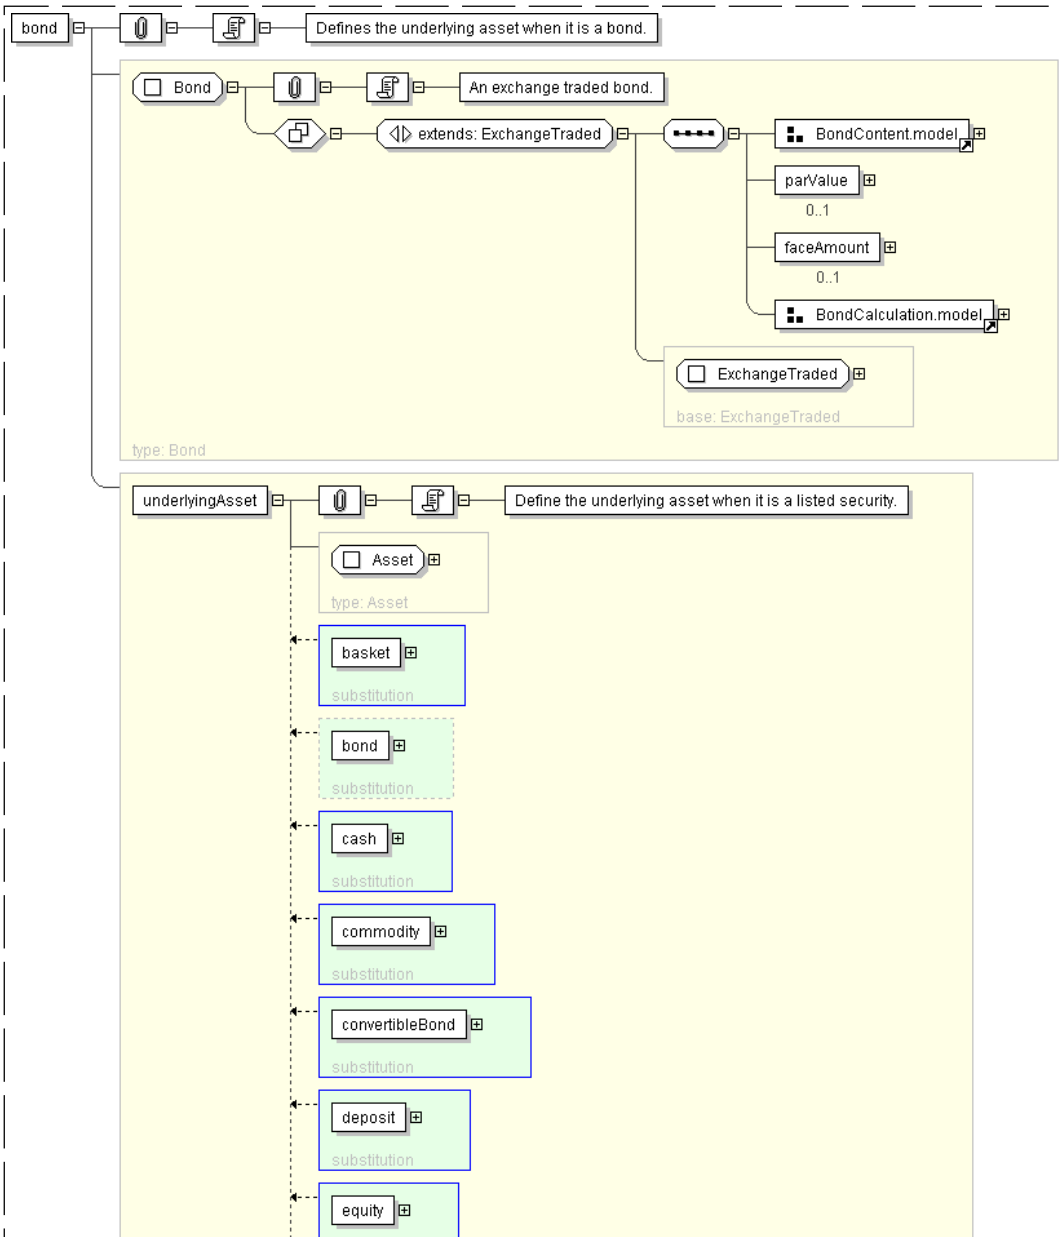 bond Defines the underlying asset when it is a bond.
Bond An exchange traded bond.
extends: ExchangeTraded BondContent.model
parValue
0..1
faceAmount
0..1
BondCalculation.model
ExchangeTraded
base: ExchangeTraded
type: Bond
underlyingAsset Define the underlying asset when it is a listed security.
Asset
type: Asset
basket
substitution
bond
substitution
cash
substitution
commodity
substitution
convertibleBond
substitution
deposit
substitution
equity